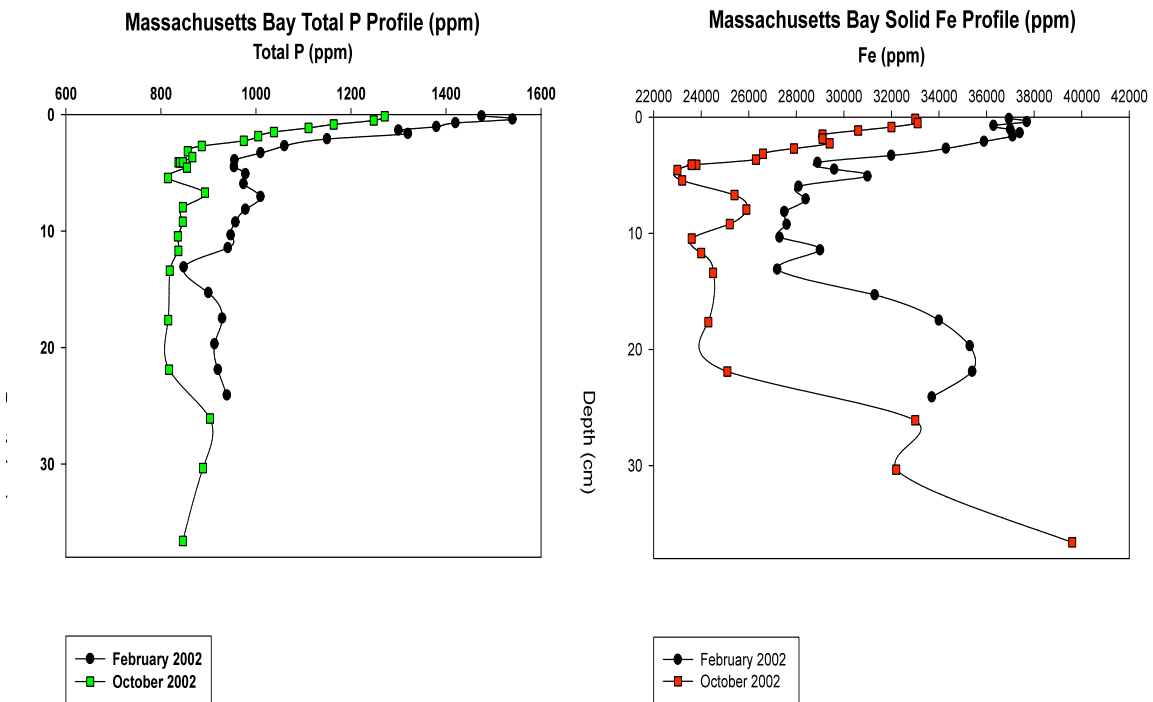 Massachusetts Bay Total P Profile (ppm)
Total P (ppm)
600 800 1000 1200 1400 1600
0
10
20
30
February 2002
October 2002
Massachusetts Bay Solid Fe Profile (ppm)
Fe (ppm)
22000 24000 26000 28000 30000 32000 34000 36000 38000 40000 42000
0
10
20
30
Depth (cm)
February 2002
October 2002